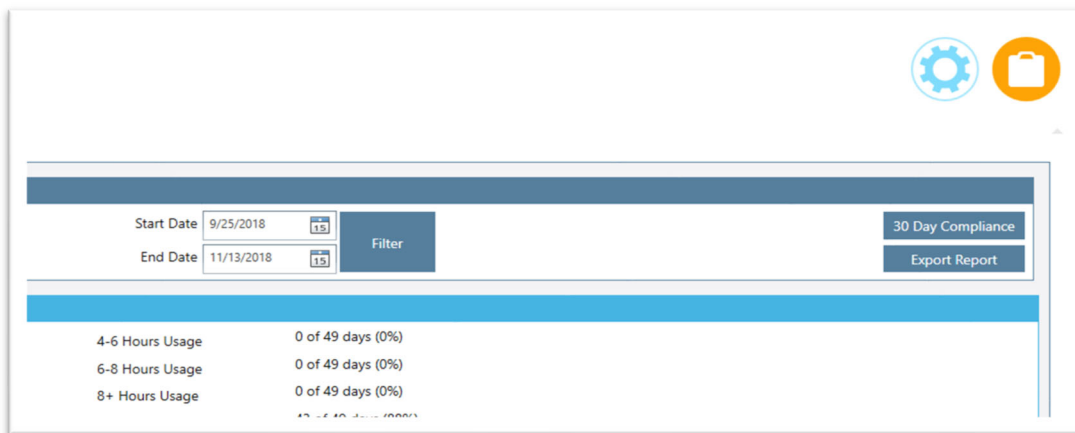 Start Date 9/25/2018 15
Filter
End Date 11/13/2018 15
30 Day Compliance
Export Report
4-6 Hours Usage 0 of 49 days (0%)
6-8 Hours Usage 0 of 49 days (0%)
8+ Hours Usage 0 of 49 days (0%)